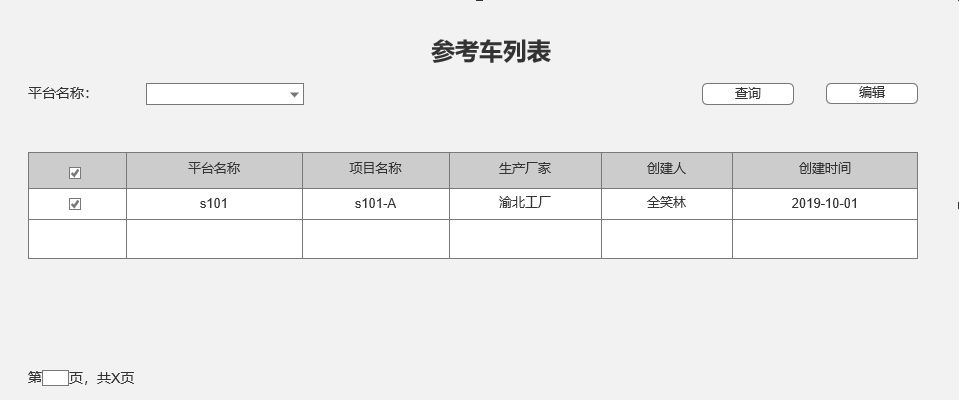 参考车列表
平台名称：
查询 编辑
平台名称 项目名称 生产厂家 创建人 创建时间
s101 s101-A 渝北工厂 全笑林 2019-10-01
第 页，共X页